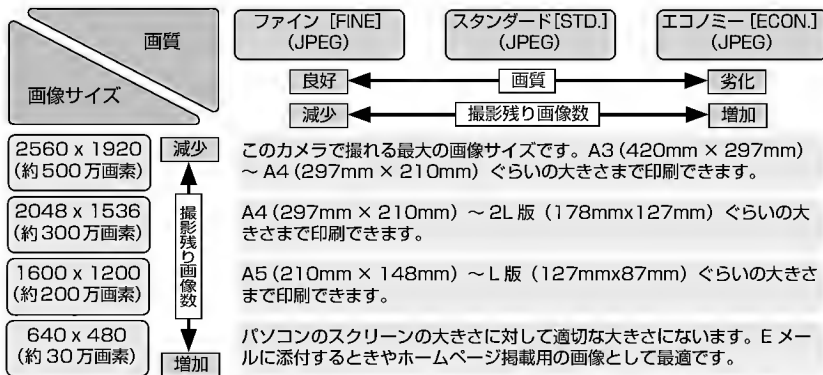 画質
画像サイズ
ファイン [FINE]
(JPEG)
スタンダード[STD.]
(JPEG)
エコノミー [ECON.]
(JPEG)
良好
画質
劣化
減少
撮影残り画像数
増加
2560 x 1920
(約500万画素)
減少
このカメラで撮れる最大の画像サイズです。A3（420mm × 297mm）
～ A4（297mm × 210mm）ぐらいの大きさまで印刷できます。
2048 x 1536
(約300万画素)
撮影残り画像数
A4（297mm × 210mm）～ 2L 版（178mmx127mm）ぐらいの大
きさまで印刷できます。
1600 x 1200
(約200万画素)
A5（210mm × 148mm）～ L 版（127mmx87mm）ぐらいの大きさ
まで印刷できます。
640 x 480
(約 30 万画素)
増加
パソコンのスクリーンの大きさに対して適切な大きさにないます。E メー
ルに添付するときやホームページ掲載用の画像として最適です。